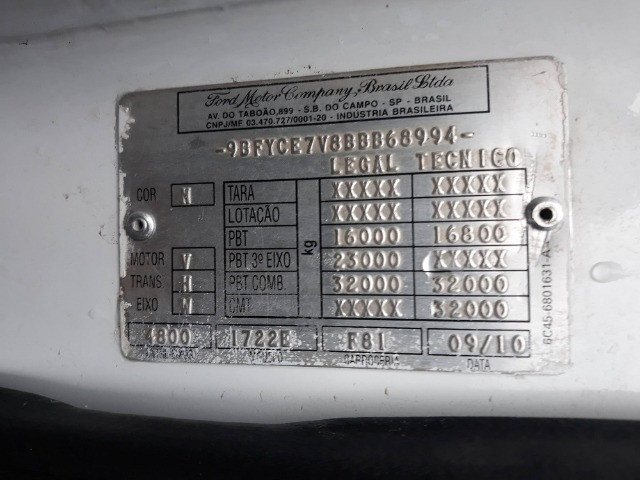 Ford Motor Company, Brasil Ltda
AV. DO TABOÃO,899 - S.B. DO CAMPO - SP - BRASIL
CNPJ/MF 03.470.727/0001-20 - INDÚSTRIA BRASILEIRA
-9BFYCE7V8BBB68994-
LEGAL TECNICO
COR N TARA XXXXX XXXXX
LOTAÇÃO XXXXX XXXXX
PBT kg 16000 16800
MOTOR V PBT 3º EIXO 23000 XXXXX
TRANS H PBT COMB. 32000 32000
EIXO W CMT XXXXX 32000
4800 1722E F81 09/10
CARROCERIA DATA
6C45-6801631-A